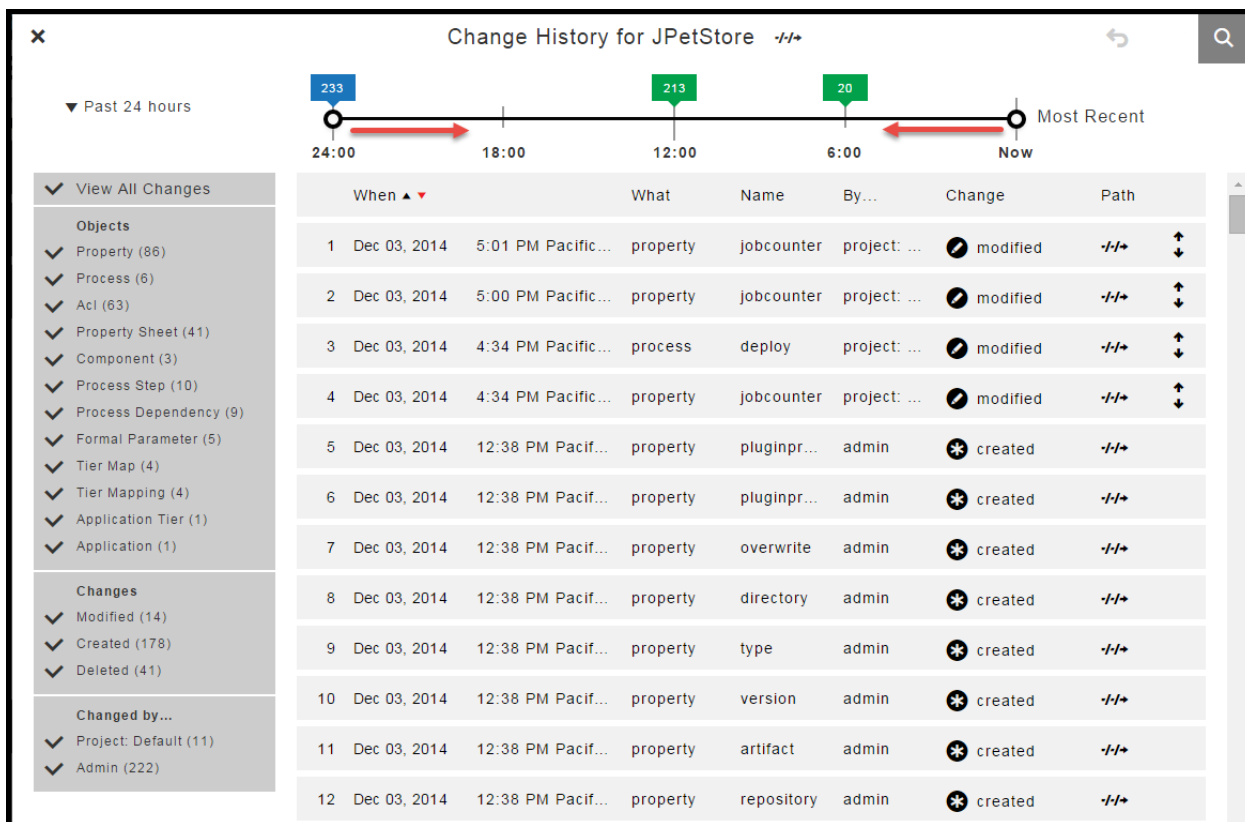 Change History for JPetStore
Past 24 hours
233 213 20
Most Recent
24:00 18:00 12:00 6:00 Now
View All Changes
Objects
Property (86)
Process (6)
Acl (63)
Property Sheet (41)
Component (3)
Process Step (10)
Process Dependency (9)
Formal Parameter (5)
Tier Map (4)
Tier Mapping (4)
Application Tier (1)
Application (1)
Changes
Modified (14)
Created (178)
Deleted (41)
Changed by...
Project: Default (11)
Admin (222)
When What Name By... Change Path
1 Dec 03, 2014 5:01 PM Pacific... property jobcounter project: ... modified
2 Dec 03, 2014 5:00 PM Pacific... property jobcounter project: ... modified
3 Dec 03, 2014 4:34 PM Pacific... process deploy project: ... modified
4 Dec 03, 2014 4:34 PM Pacific... property jobcounter project: ... modified
5 Dec 03, 2014 12:38 PM Pacif... property pluginpr... admin created
6 Dec 03, 2014 12:38 PM Pacif... property pluginpr... admin created
7 Dec 03, 2014 12:38 PM Pacif... property overwrite admin created
8 Dec 03, 2014 12:38 PM Pacif... property directory admin created
9 Dec 03, 2014 12:38 PM Pacif... property type admin created
10 Dec 03, 2014 12:38 PM Pacif... property version admin created
11 Dec 03, 2014 12:38 PM Pacif... property artifact admin created
12 Dec 03, 2014 12:38 PM Pacif... property repository admin created